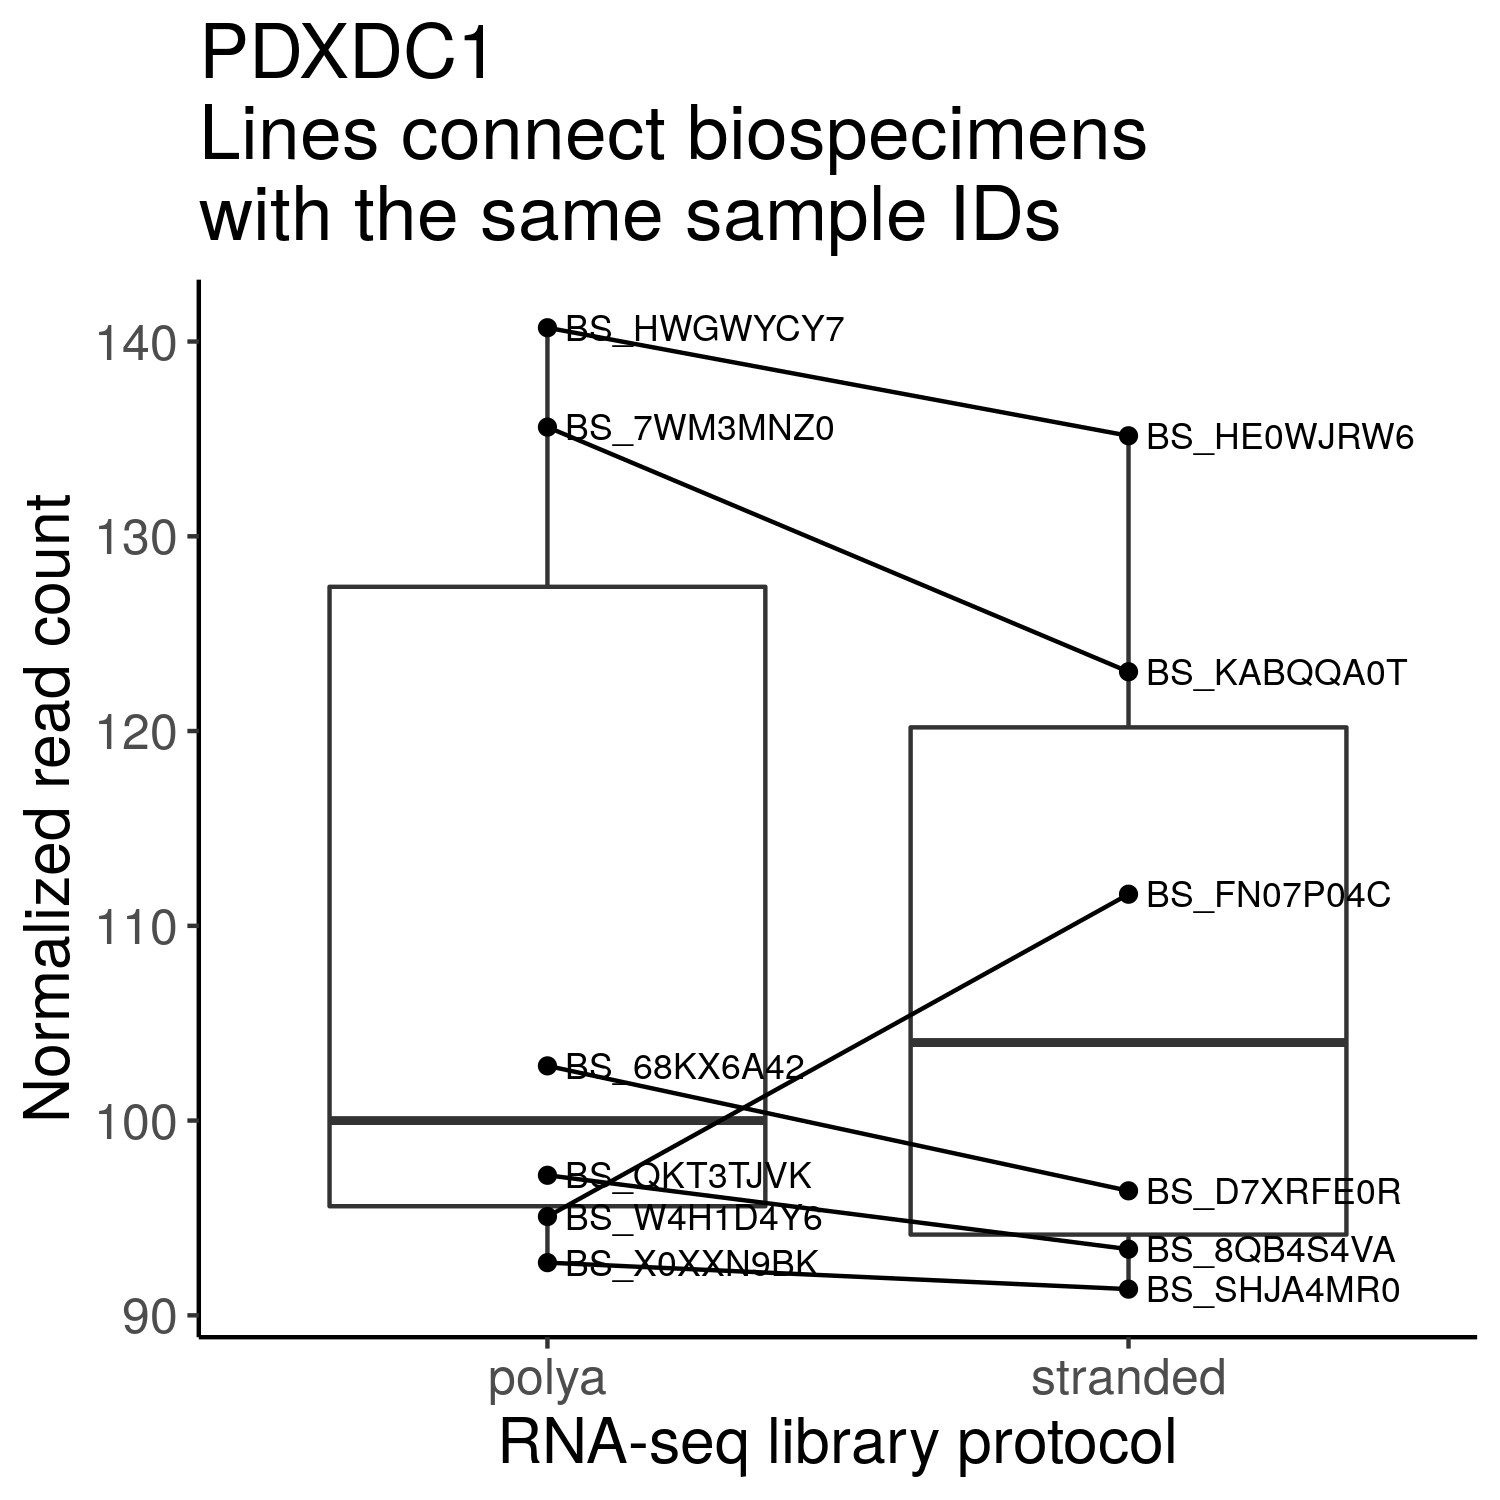 PDXDC1
Lines connect biospecimens
with the same sample IDs
Normalized read count
140
130
120
110
100
90
BS_HWGWYCY7
BS_7WM3MNZ0
BS_68KX6A42
BS_QKT3TJVK
BS_W4H1D4Y6
BS_X0XXN9BK
BS_HE0WJRW6
BS_KABQQA0T
BS_FN07P04C
BS_D7XRFE0R
BS_8QB4S4VA
BS_SHJA4MR0
polya
stranded
RNA-seq library protocol